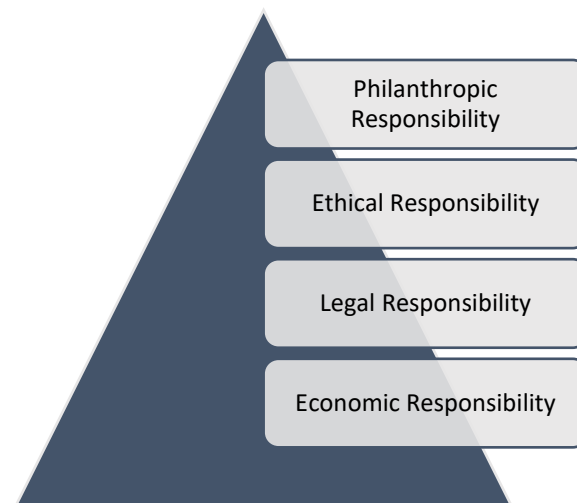 Philanthropic
Responsibility
Ethical Responsibility
Legal Responsibility
Economic Responsibility